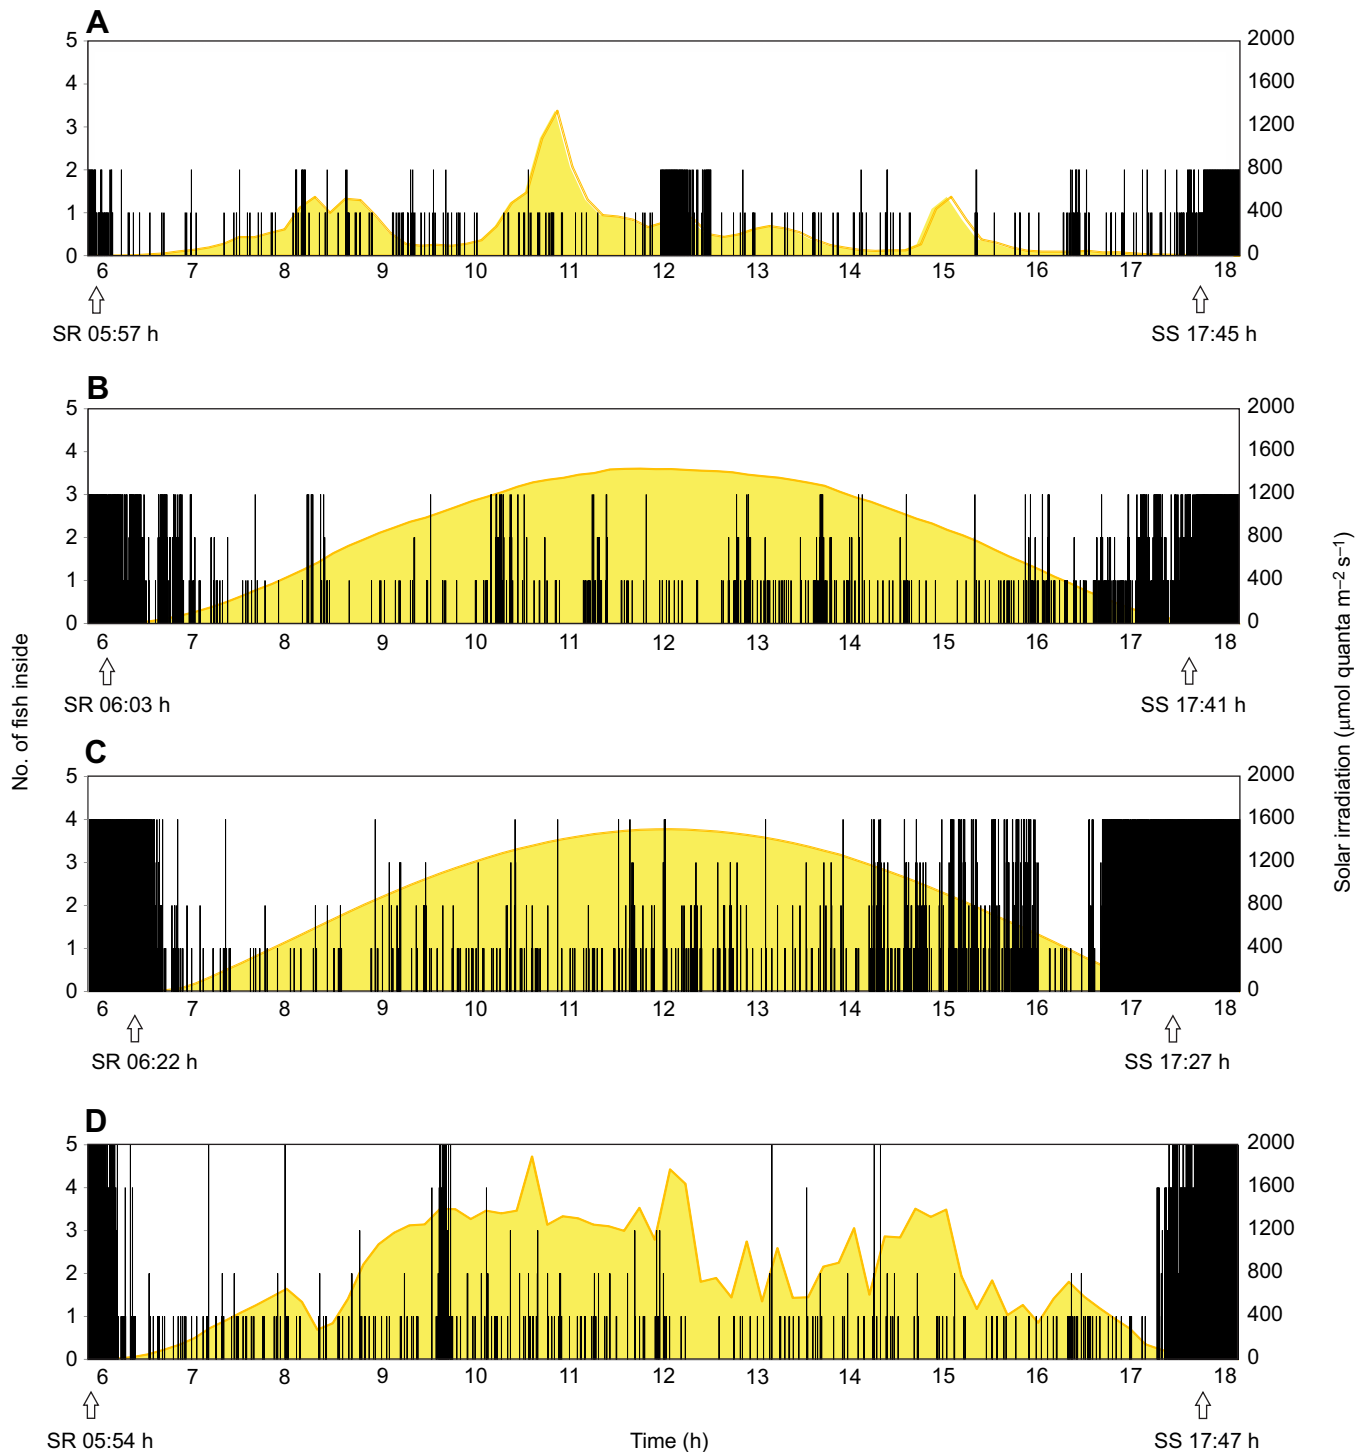 A
5 2000
4 1600
3 1200
2 800
1 400
0 0
6 7 8 9 10 11 12 13 14 15 16 17 18
SR 05:57 h SS 17:45 h
B
5 2000
4 1600
3 1200
2 800
1 400
0 0
6 7 8 9 10 11 12 13 14 15 16 17 18
SR 06:03 h SS 17:41 h
No. of fish inside
Solar irradiation (µmol quanta m–2 s–1)
C
5 2000
4 1600
3 1200
2 800
1 400
0 0
6 7 8 9 10 11 12 13 14 15 16 17 18
SR 06:22 h SS 17:27 h
D
5 2000
4 1600
3 1200
2 800
1 400
0 0
6 7 8 9 10 11 12 13 14 15 16 17 18
SR 05:54 h Time (h) SS 17:47 h